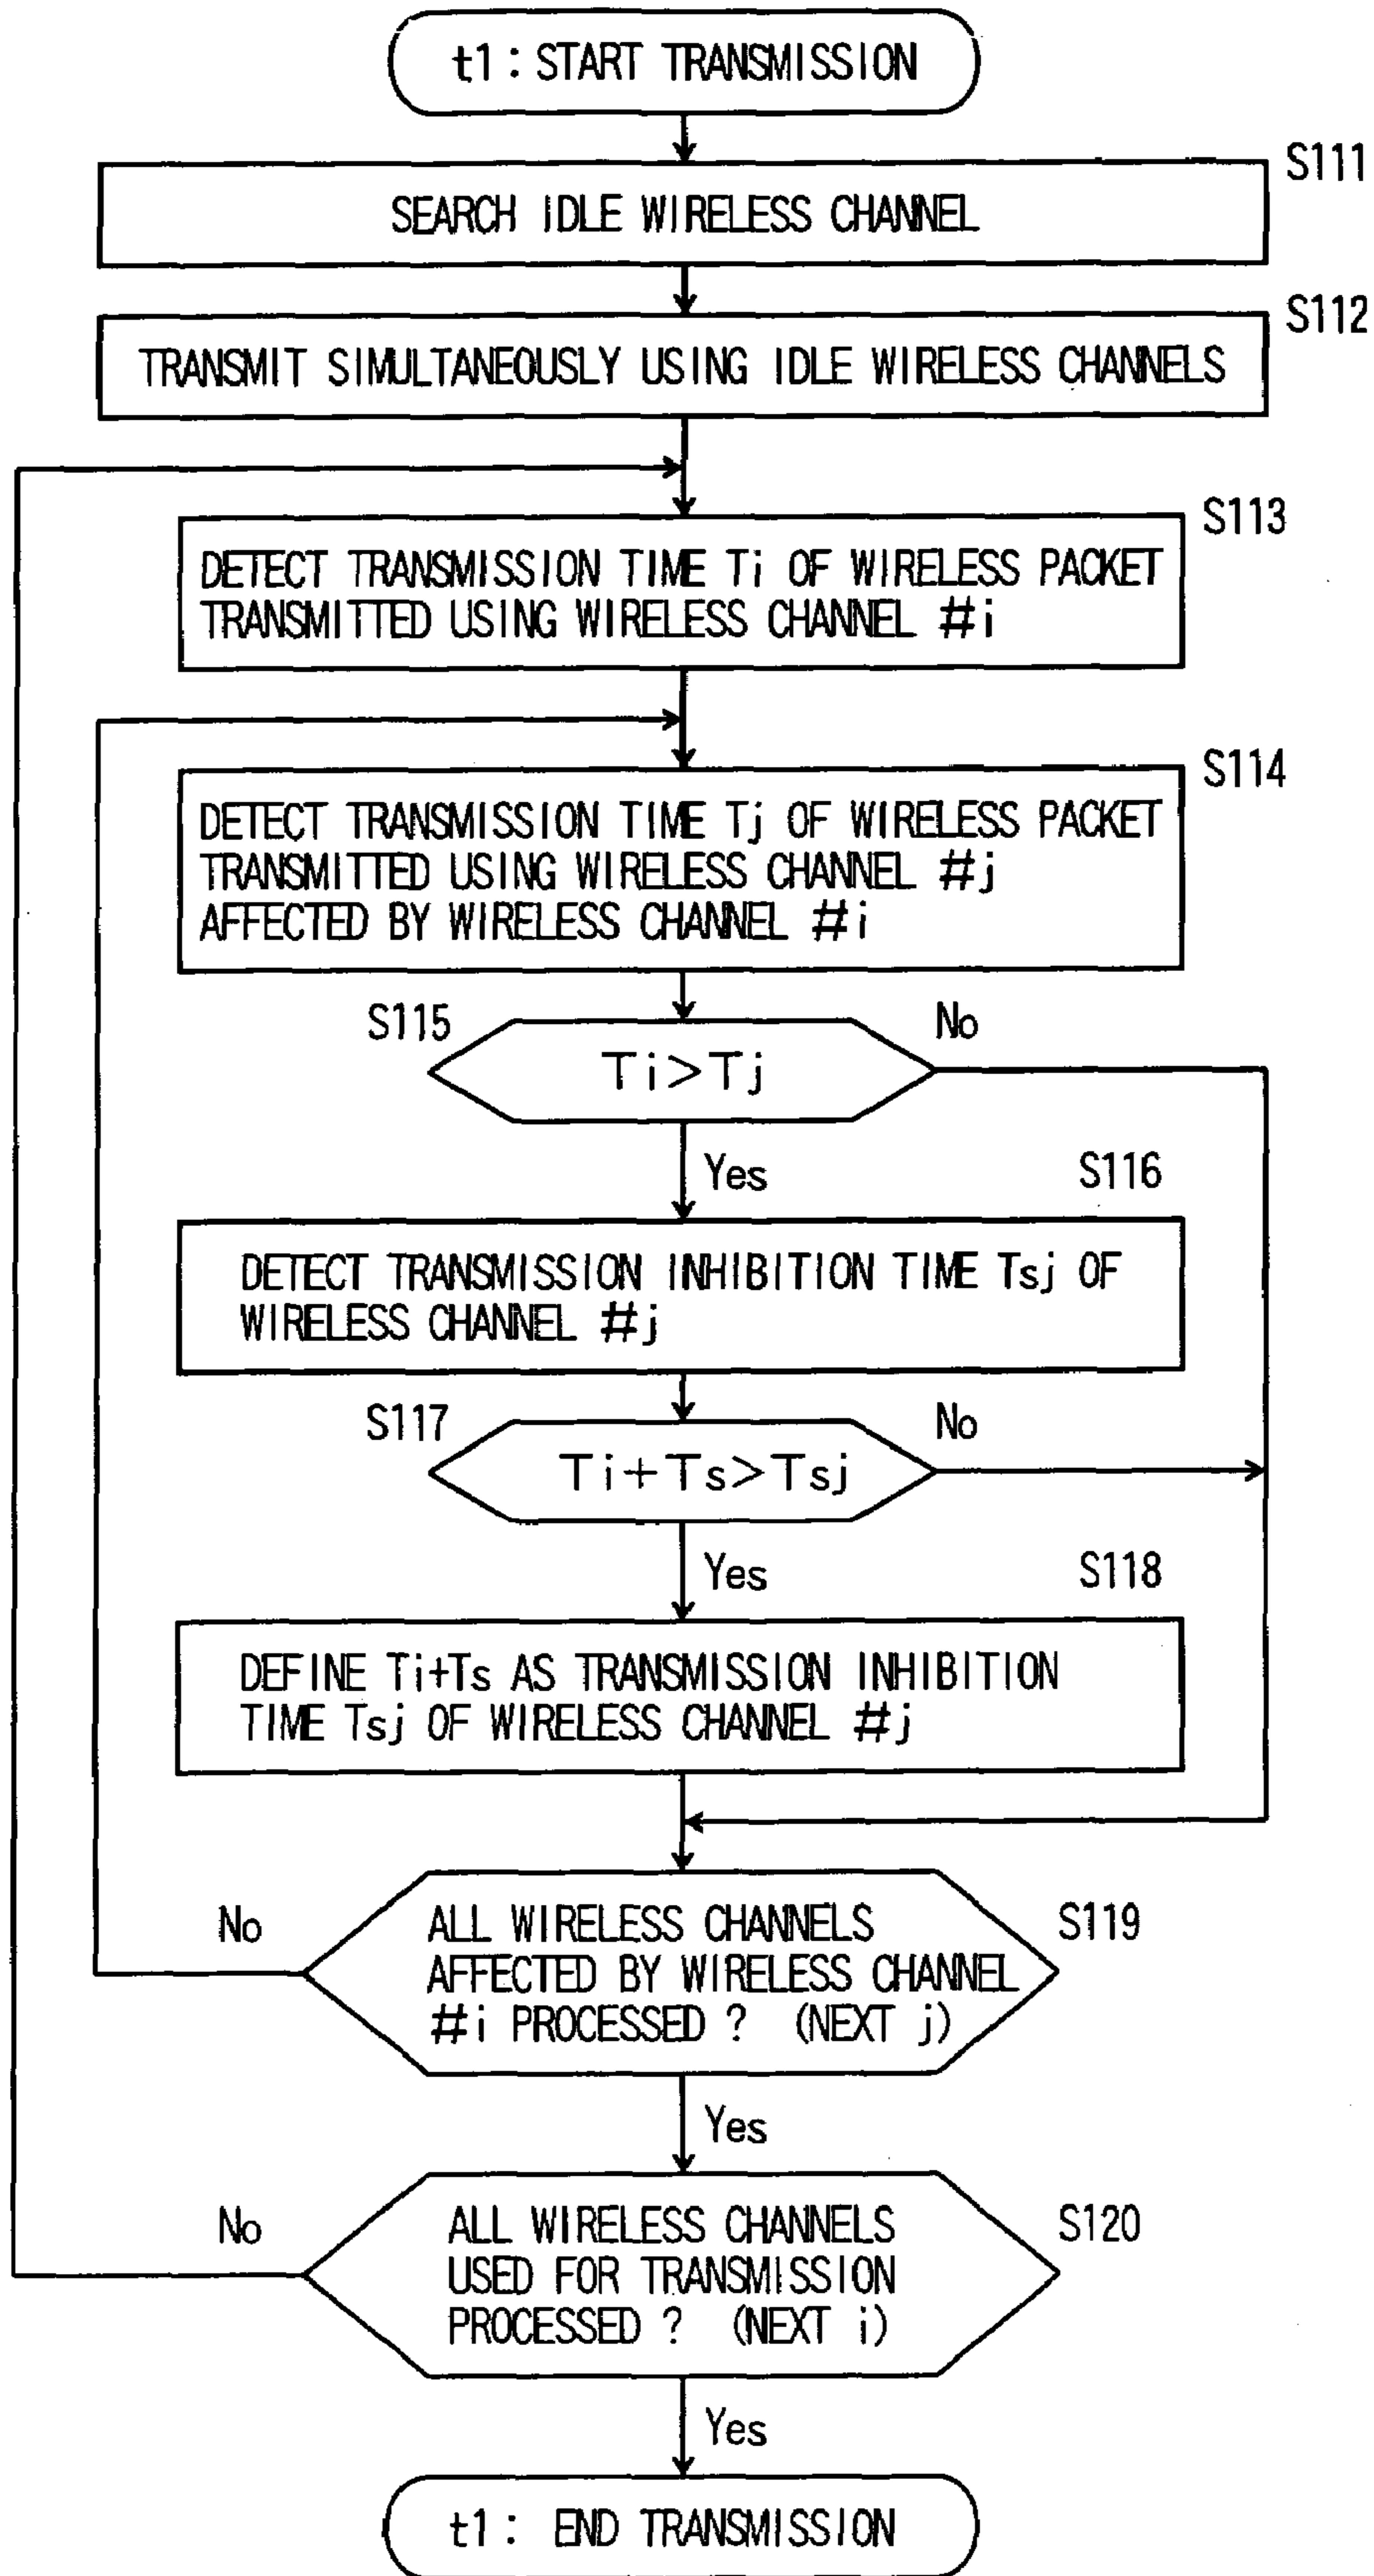 t1 : START TRANSMISSION
S111
SEARCH IDLE WIRELESS CHANNEL
S112
TRANSMIT SIMULTANEOUSLY USING IDLE WIRELESS CHANNELS
S113
DETECT TRANSMISSION TIME Ti OF WIRELESS PACKET
TRANSMITTED USING WIRELESS CHANNEL #i
S114
DETECT TRANSMISSION TIME Tj OF WIRELESS PACKET
TRANSMITTED USING WIRELESS CHANNEL #j
AFFECTED BY WIRELESS CHANNEL #i
S115
No
Ti>Tj
Yes
S116
DETECT TRANSMISSION INHIBITION TIME Tsj OF
WIRELESS CHANNEL #j
S117
No
Ti+Ts>Tsj
Yes
S118
DEFINE Ti+Ts AS TRANSMISSION INHIBITION
TIME Tsj OF WIRELESS CHANNEL #j
No
S119
ALL WIRELESS CHANNELS
AFFECTED BY WIRELESS CHANNEL
#i PROCESSED ? (NEXT j)
Yes
No
S120
ALL WIRELESS CHANNELS
USED FOR TRANSMISSION
PROCESSED ? (NEXT i)
Yes
t1 : END TRANSMISSION